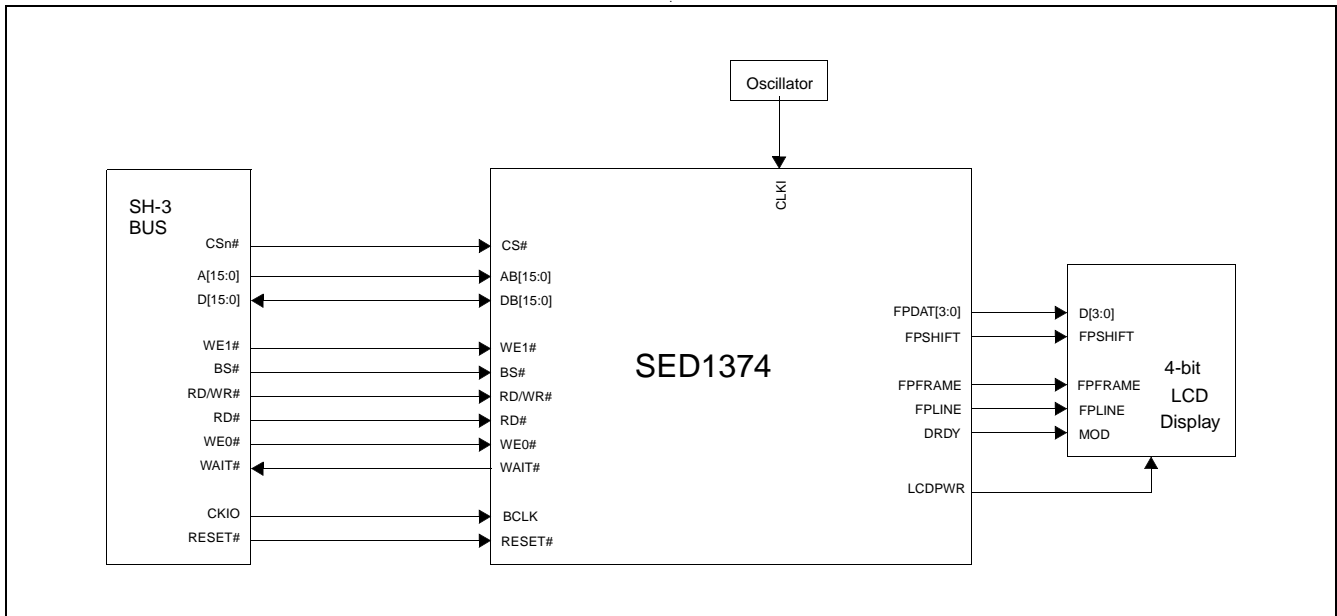 Oscillator
CLKI
SH-3
BUS
CSn#
A[15:0]
D[15:0]
WE1#
BS#
RD/WR#
RD#
WE0#
WAIT#
CKIO
RESET#
CS#
AB[15:0]
DB[15:0]
WE1#
BS#
RD/WR#
RD#
WE0#
WAIT#
BCLK
RESET#
SED1374
FPDAT[3:0]
FPSHIFT
FPFRAME
FPLINE
DRDY
LCDPWR
D[3:0]
FPSHIFT
FPFRAME
FPLINE
MOD
4-bit
LCD
Display